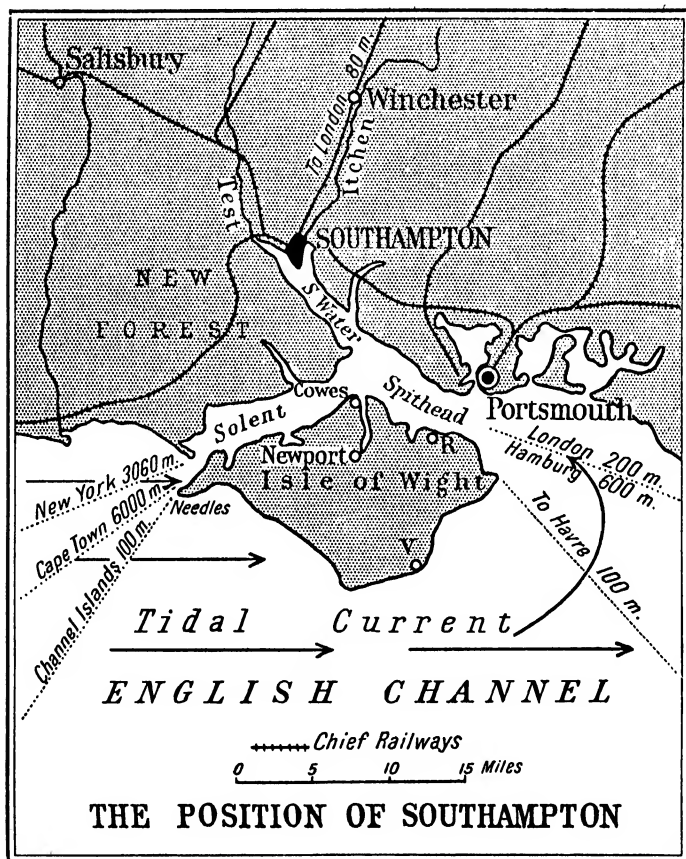 Salisbury
To London 80 m.
Winchester
Itchen
Test
SOUTHAMPTON
NEW
FOREST
S Water
Cowes
Spithead
Solent
Portsmouth
Newport
R
London 200 m.
Hamburg 600 m.
Isle of Wight
New York 3060 m.
Needles
Cape Town 6000 m.
To Havre 100 m.
Channel Islands 100 m.
V
Tidal Current
ENGLISH CHANNEL
Chief Railways
0 5 10 15 Miles
THE POSITION OF SOUTHAMPTON